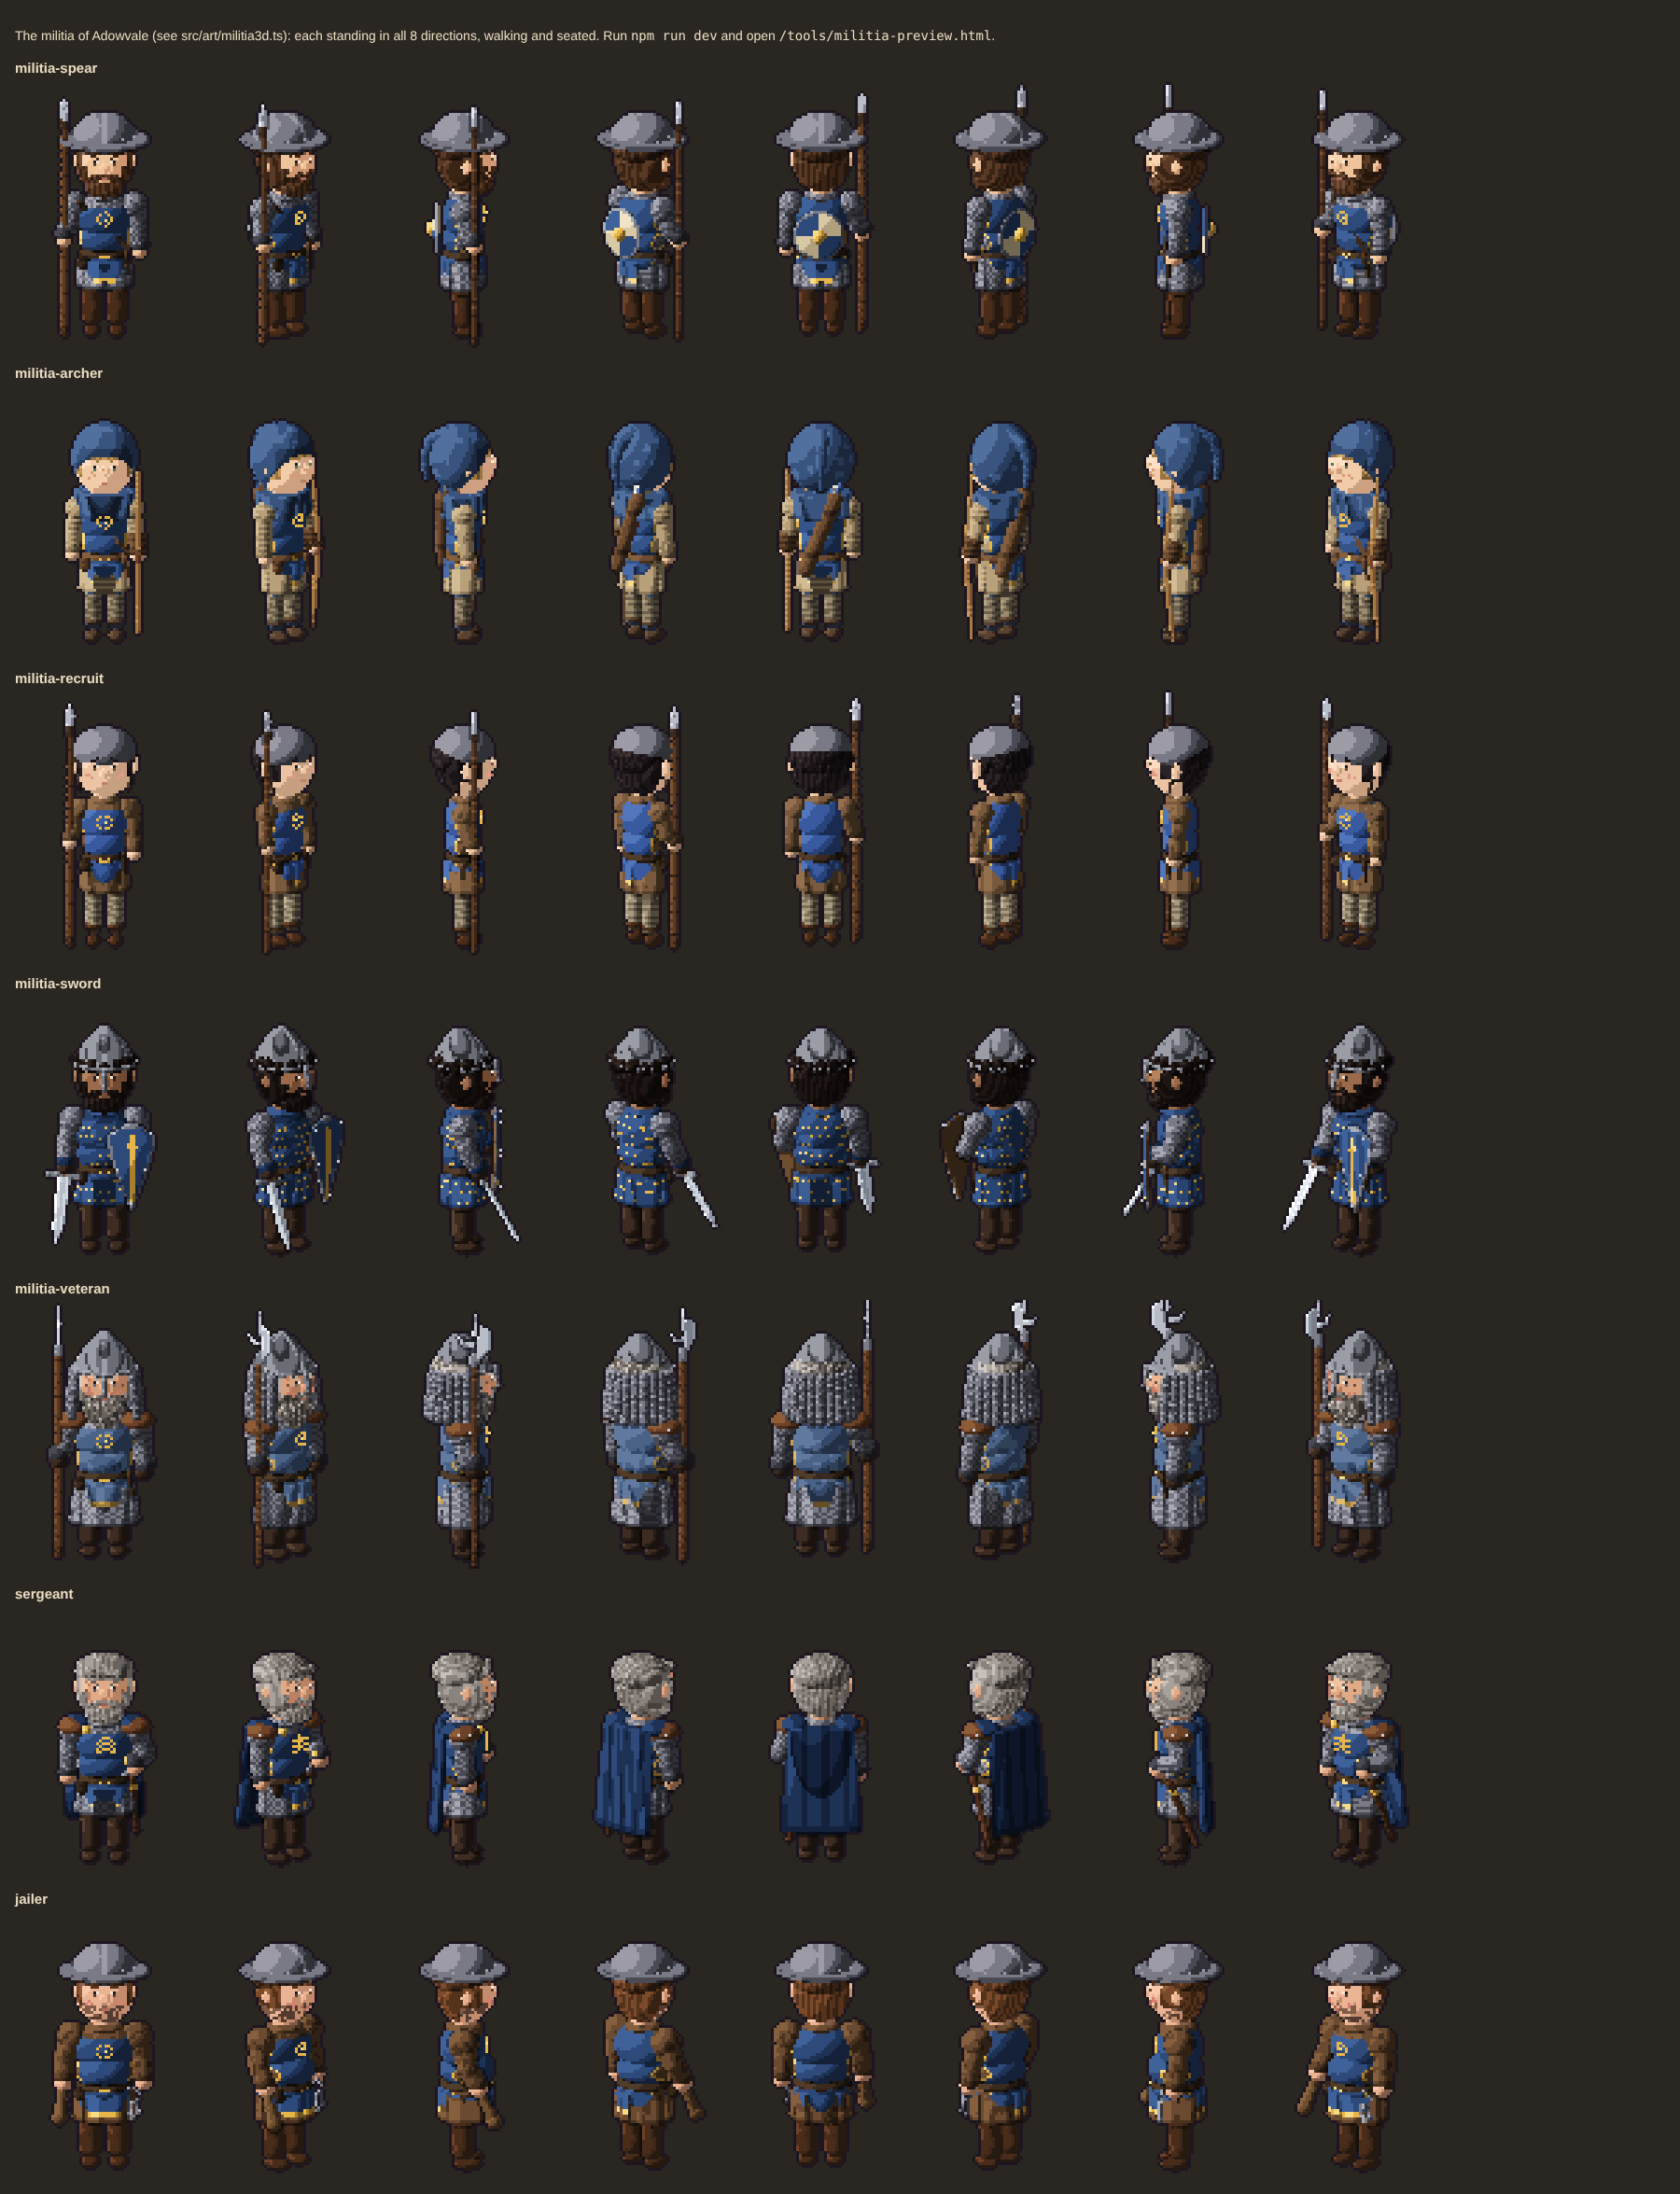 The militia of Adowvale (see src/art/militia3d.ts): each standing in all 8 directions, walking and seated. Run npm run dev and open /tools/militia-preview.html.
militia-spear
militia-archer
militia-recruit
militia-sword
militia-veteran
sergeant
jailer